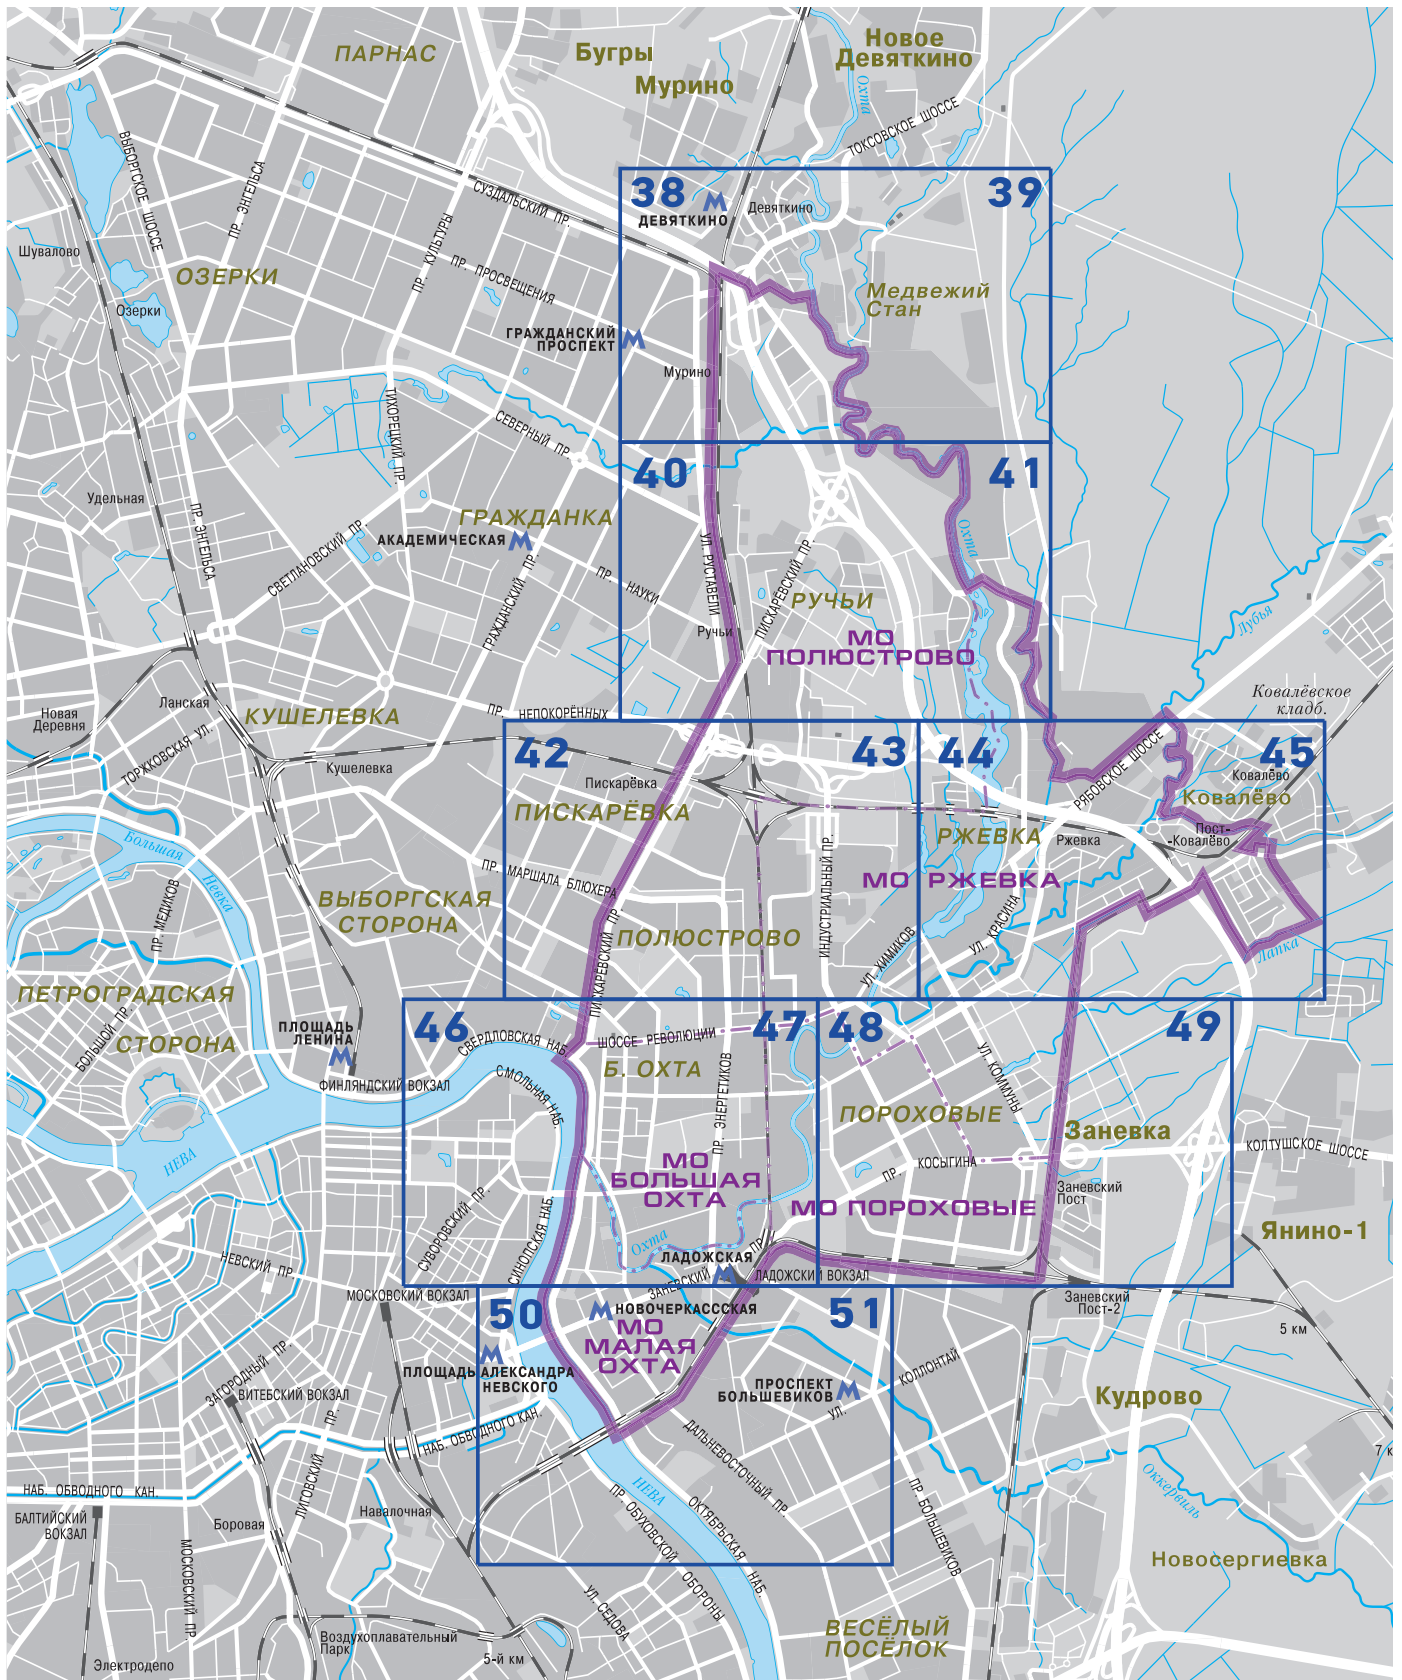 ПАРНАС
Бугры
Мурино
Новое
Девяткино
Охта
ТОКСОВСКОЕ ШОССЕ
ВЫБОРГСКОЕ ШОССЕ
ПР. ЭНГЕЛЬСА
СУЗДАЛЬСКИЙ ПР.
38
39
ДЕВЯТКИНО
Девяткино
Шувалово
ПР. КУЛЬТУРЫ
ПР. ПРОСВЕЩЕНИЯ
ОЗЕРКИ
Озерки
Медвежий
Стан
ГРАЖДАНСКИЙ
ПРОСПЕКТ
Мурино
ТИХОРЕЦКИЙ ПР.
СЕВЕРНЫЙ ПР.
40
41
Удельная
ПР. ЭНГЕЛЬСА
СВЕТЛАНОВСКИЙ ПР.
ГРАЖДАНКА
АКАДЕМИЧЕСКАЯ
ГРАЖДАНСКИЙ ПР.
ПР. НАУКИ
УЛ. РУСТАВЕЛИ
ПИСКАРЁВСКИЙ ПР.
Охта
РУЧЬИ
Ручьи
МО
ПОЛЮСТРОВО
Лубья
Ковалёвское
кладб.
Новая
Деревня
Ланская
ТОРЖКОВСКАЯ УЛ.
КУШЕЛЕВКА
Кушелевка
ПР. НЕПОКОРЁННЫХ
42
43
44
45
Пискарёвка
ПИСКАРЁВКА
РЯБОВСКОЕ ШОССЕ
Ковалёво
Ковалёво
РЖЕВКА
Ржевка
Пост-
-Ковалёво
Большая
Невка
ПР. МЕДИКОВ
ВЫБОРГСКАЯ
СТОРОНА
ПР. МАРШАЛА БЛЮХЕРА
ИНДУСТРИАЛЬНЫЙ ПР.
МО РЖЕВКА
ПОЛЮСТРОВО
ПИСКАРЕВСКИЙ ПР.
УЛ. ХИМИКОВ
УЛ. КРАСИНА
Лапка
ПЕТРОГРАДСКАЯ
СТОРОНА
БОЛЬШОЙ ПР.
ПЛОЩАДЬ
ЛЕНИНА
ФИНЛЯНДСКИЙ ВОКЗАЛ
46
47
48
49
СВЕРДЛОВСКАЯ НАБ.
СМОЛЬНАЯ НАБ.
ШОССЕ РЕВОЛЮЦИИ
Б. ОХТА
ПР. ЭНЕРГЕТИКОВ
УЛ. КОММУНЫ
ПОРОХОВЫЕ
Заневка
КОЛТУШСКОЕ ШОССЕ
НЕВА
МО
БОЛЬШАЯ
ОХТА
ПР. КОСЫГИНА
МО ПОРОХОВЫЕ
Заневский
Пост
Янино-1
СУВОРОВСКИЙ ПР.
СИНОПСКАЯ НАБ.
НЕВСКИЙ ПР.
Охта
ЛАДОЖСКАЯ
ЗАНЕВСКИЙ ПР.
ЛАДОЖСКИЙ ВОКЗАЛ
МОСКОВСКИЙ ВОКЗАЛ
50
51
НОВОЧЕРКАССКАЯ
МО
МАЛАЯ
ОХТА
Заневский
Пост-2
5 км
ЗАГОРОДНЫЙ ПР.
ВИТЕБСКИЙ ВОКЗАЛ
ПЛОЩАДЬ АЛЕКСАНДРА
НЕВСКОГО
ПРОСПЕКТ
БОЛЬШЕВИКОВ
УЛ. КОЛЛОНТАЙ
Кудрово
НАБ. ОБВОДНОГО КАН.
ЛИГОВСКИЙ ПР.
ДАЛЬНЕВОСТОЧНЫЙ ПР.
7 к
НАБ. ОБВОДНОГО КАН.
БАЛТИЙСКИЙ
ВОКЗАЛ
Боровая
Навалочная
НЕВА
ПР. ОБУХОВСКОЙ ОБОРОНЫ
ОКТЯБРЬСКАЯ НАБ.
ПР. БОЛЬШЕВИКОВ
Оккервиль
МОСКОВСКИЙ ПР.
Новосергиевка
УЛ. СЕДОВА
ВЕСЁЛЫЙ
ПОСЁЛОК
Воздухоплавательный
Парк
5-й км
Электродепо